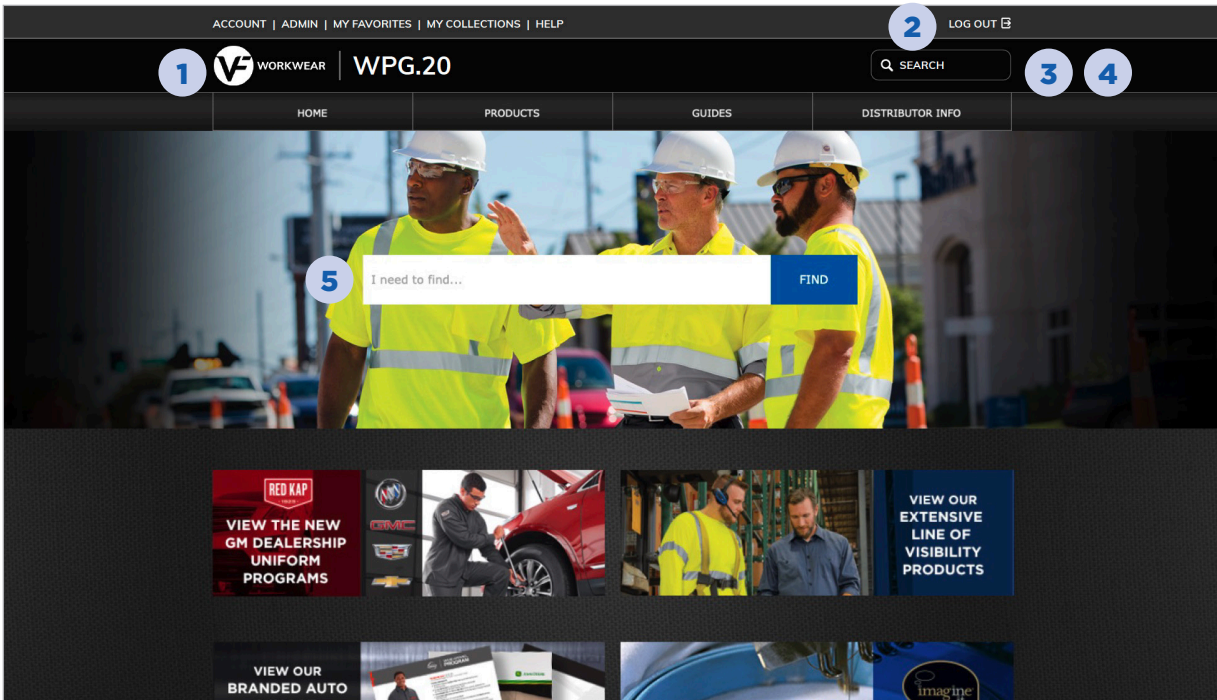 ACCOUNT | ADMIN | MY FAVORITES | MY COLLECTIONS | HELP
2
LOG OUT
1
VF WORKWEAR
WPG.20
SEARCH
3
4
HOME
PRODUCTS
GUIDES
DISTRIBUTOR INFO
5
I need to find...
FIND
RED KAP
VIEW THE NEW
GM DEALERSHIP
UNIFORM
PROGRAMS
GMC
VIEW OUR
EXTENSIVE
LINE OF
VISIBILITY
PRODUCTS
VIEW OUR
BRANDED AUTO
PROGRAM
imagine